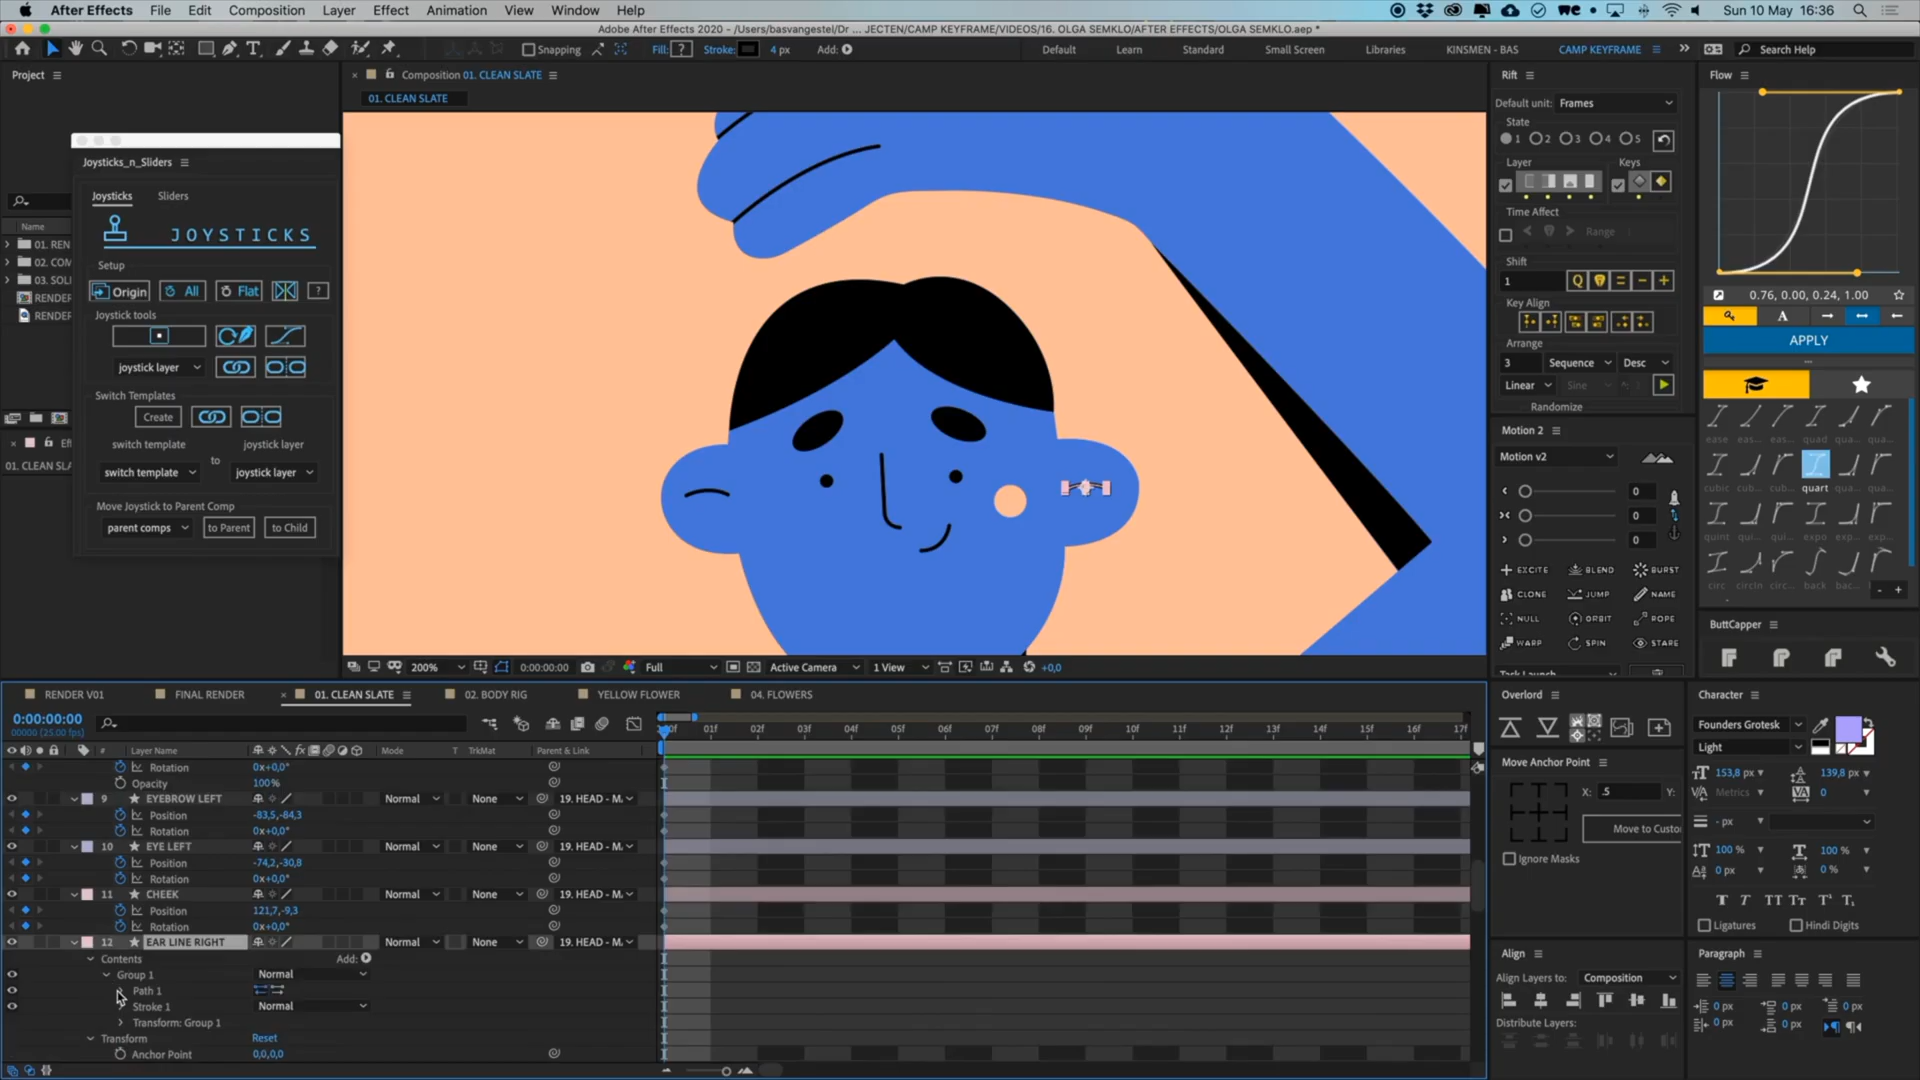 After Effects File Edit Composition Layer Effect Animation View Window Help Sun 10 May 16:36
Adobe After Effects 2020 - /Users/basvangestel/Dr ... JECTEN/CAMP KEYFRAME/VIDEOS/16. OLGA SEMKLO/AFTER EFFECTS/OLGA SEMKLO.aep *
Snapping Fill: ? Stroke: 4 px Add: Default Learn Standard Small Screen Libraries KINSMEN - BAS CAMP KEYFRAME Search Help
Project
Composition 01. CLEAN SLATE
01. CLEAN SLATE
Joysticks_n_Sliders
Joysticks Sliders
JOYSTICKS
Setup
Origin All Flat ?
Joystick tools
joystick layer
Switch Templates
Create
switch template joystick layer
to
switch template joystick layer
Move Joystick to Parent Comp
parent comps to Parent to Child
Name
01. REN
02. COM
03. SOL
RENDER
RENDER
01. CLEAN SLA
200% 0:00:00:00 Full Active Camera 1 View +0,0
Rift
Default unit: Frames
State
1 2 3 4 5
Layer Keys
Time Affect
Range
Shift
1 Q
Key Align
Arrange
3 Sequence Desc
Linear Sine
Randomize
Motion 2
Motion v2
0
0
0
EXCITE BLEND BURST
CLONE JUMP NAME
NULL ORBIT ROPE
WARP SPIN STARE
Task Launch
Flow
0.76, 0.00, 0.24, 1.00
A
APPLY
ease eas... eas... quad qua... qua...
cubic cub... cub... quart qua... qua...
quint qui... quin... expo exp... exp...
circ circIn circ... back bac... bac...
ButtCapper
RENDER V01 FINAL RENDER 01. CLEAN SLATE 02. BODY RIG YELLOW FLOWER 04. FLOWERS
0:00:00:00
00000 (25.00 fps)
01f 02f 03f 04f 05f 06f 07f 08f 09f 10f 11f 12f 13f 14f 15f 16f 17f
# Layer Name Mode T TrkMat Parent & Link
Rotation 0x+0,0°
Opacity 100%
9 EYEBROW LEFT Normal None 19. HEAD - M.
Position -83,5,-84,3
Rotation 0x+0,0°
10 EYE LEFT Normal None 19. HEAD - M.
Position -74,2,-30,8
Rotation 0x+0,0°
11 CHEEK Normal None 19. HEAD - M.
Position 121,7,-9,3
Rotation 0x+0,0°
12 EAR LINE RIGHT Normal None 19. HEAD - M.
Contents Add:
Group 1 Normal
Path 1
Stroke 1 Normal
Transform: Group 1
Transform Reset
Anchor Point 0,0,0,0
Overlord
Move Anchor Point
X: .5 Y:
Move to Custo
Ignore Masks
Align
Align Layers to: Composition
Distribute Layers:
Character
Founders Grotesk
Light
153,8 px 139,8 px
Metrics 0
- px
100 % 100 %
0 px 0 %
T T TT Tт T¹ T₁
Ligatures Hindi Digits
Paragraph
0 px 0 px 0 px
0 px 0 px